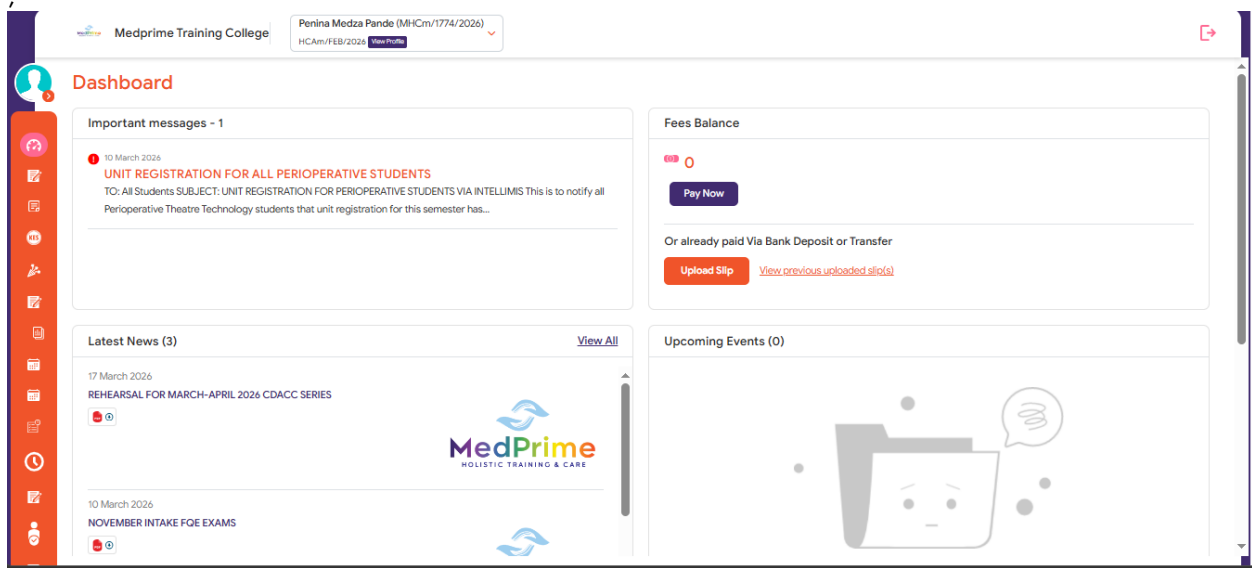 Medprime Training College
Penina Medza Pande (MHCm/1774/2026)
HCAm/FEB/2026 View Profile
Dashboard
Important messages - 1
10 March 2026
UNIT REGISTRATION FOR ALL PERIOPERATIVE STUDENTS
TO: All Students SUBJECT: UNIT REGISTRATION FOR PERIOPERATIVE STUDENTS VIA INTELLIMIS This is to notify all
Perioperative Theatre Technology students that unit registration for this semester has...
Fees Balance
0
Pay Now
Or already paid Via Bank Deposit or Transfer
Upload Slip View previous uploaded slip(s)
Latest News (3) View All
17 March 2026
REHEARSAL FOR MARCH-APRIL 2026 CDACC SERIES
MedPrime
HOLISTIC TRAINING & CARE
10 March 2026
NOVEMBER INTAKE FQE EXAMS
Upcoming Events (0)
KES